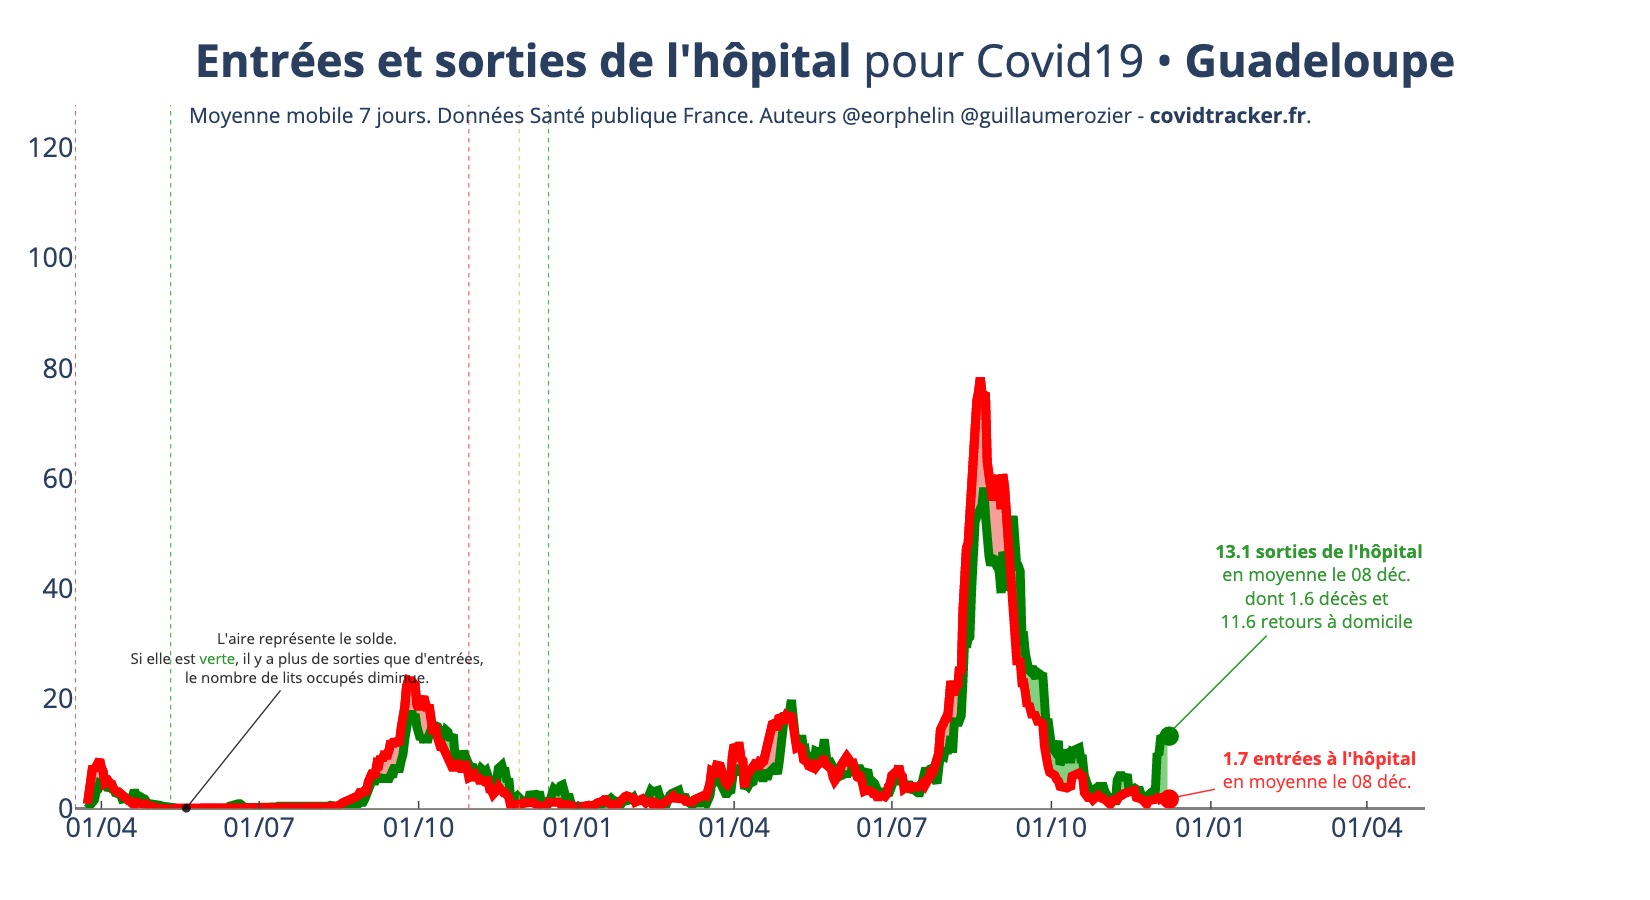 Entrées et sorties de l'hôpital pour Covid19 • Guadeloupe
Moyenne mobile 7 jours. Données Santé publique France. Auteurs @eorphelin @guillaumerozier - covidtracker.fr.
120
100
80
60
40
20
0
13.1 sorties de l'hôpital
en moyenne le 08 déc.
dont 1.6 décès et
11.6 retours à domicile
L'aire représente le solde.
Si elle est verte, il y a plus de sorties que d'entrées,
le nombre de lits occupés diminue.
1.7 entrées à l'hôpital
en moyenne le 08 déc.
01/04 01/07 01/10 01/01 01/04 01/07 01/10 01/01 01/04